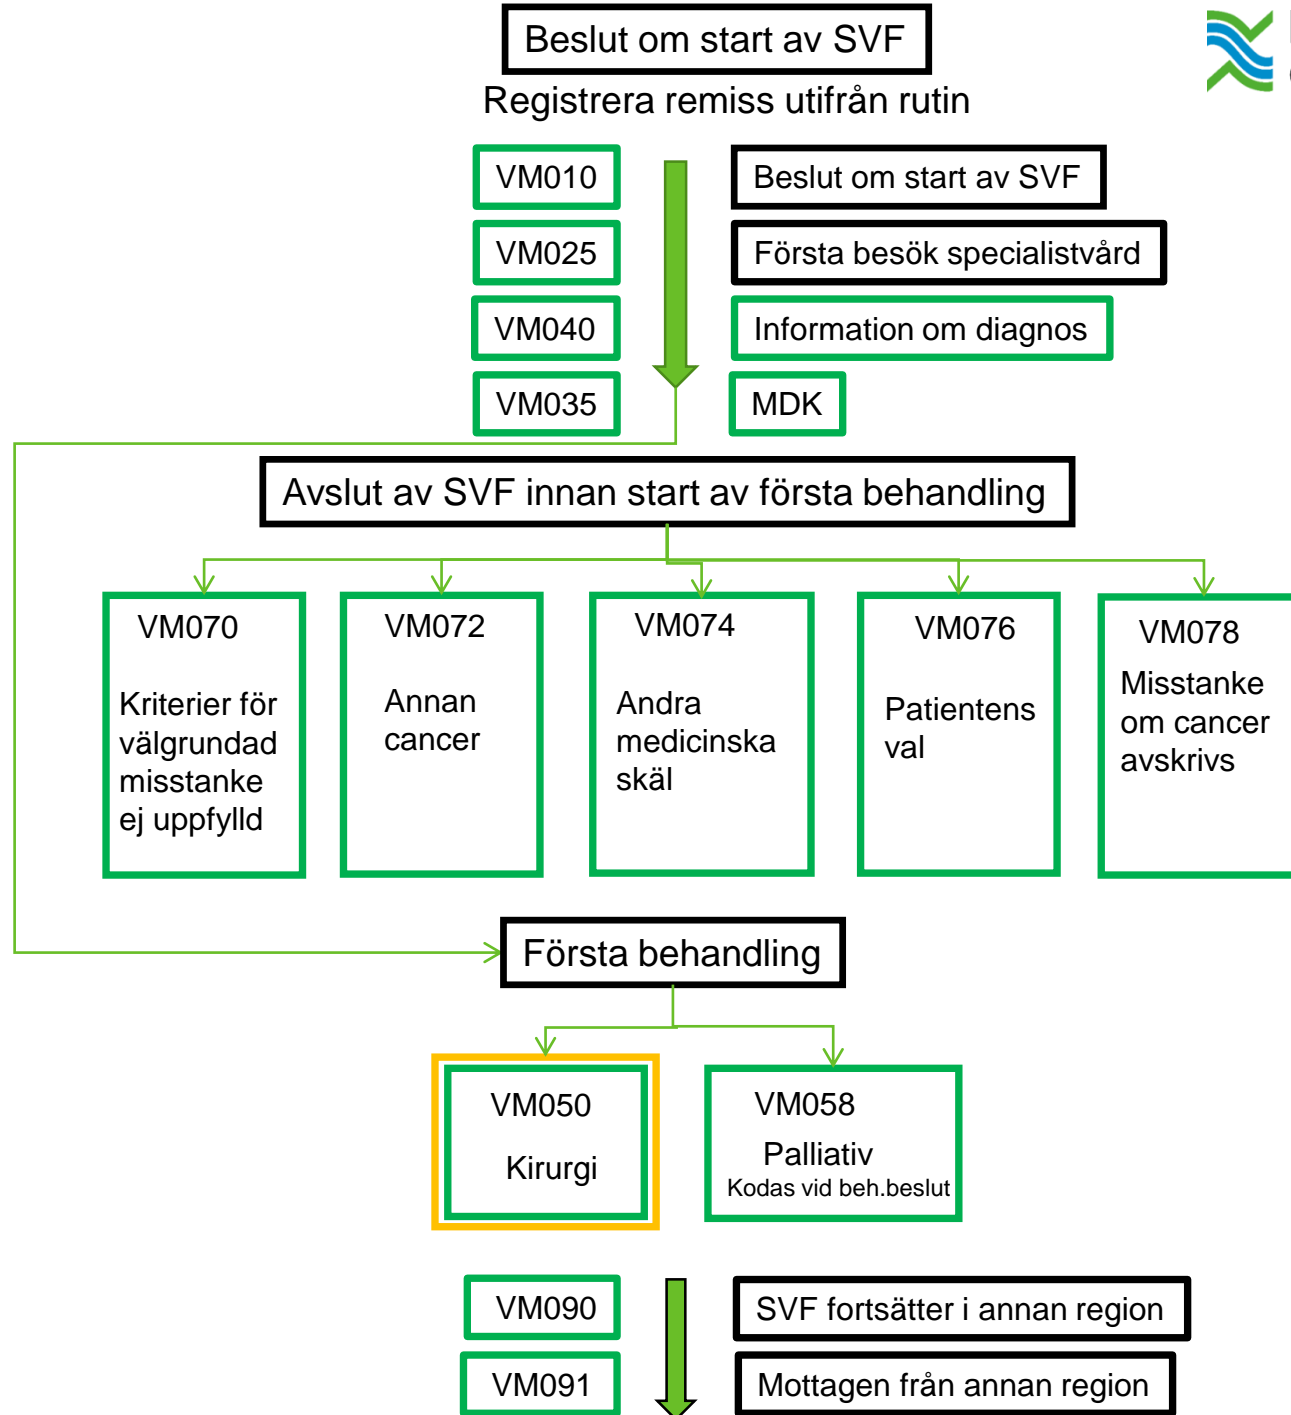 Beslut om start av SVF
Registrera remiss utifrån rutin
VM010
Beslut om start av SVF
VM025
Första besök specialistvård
VM040
Information om diagnos
VM035
MDK
Avslut av SVF innan start av första behandling
VM070
Kriterier för
välgrundad
misstanke
ej uppfylld
VM072
Annan
cancer
VM074
Andra
medicinska
skäl
VM076
Patientens
val
VM078
Misstanke
om cancer
avskrivs
Första behandling
VM050
Kirurgi
VM058
Palliativ
Kodas vid beh.beslut
VM090
SVF fortsätter i annan region
VM091
Mottagen från annan region